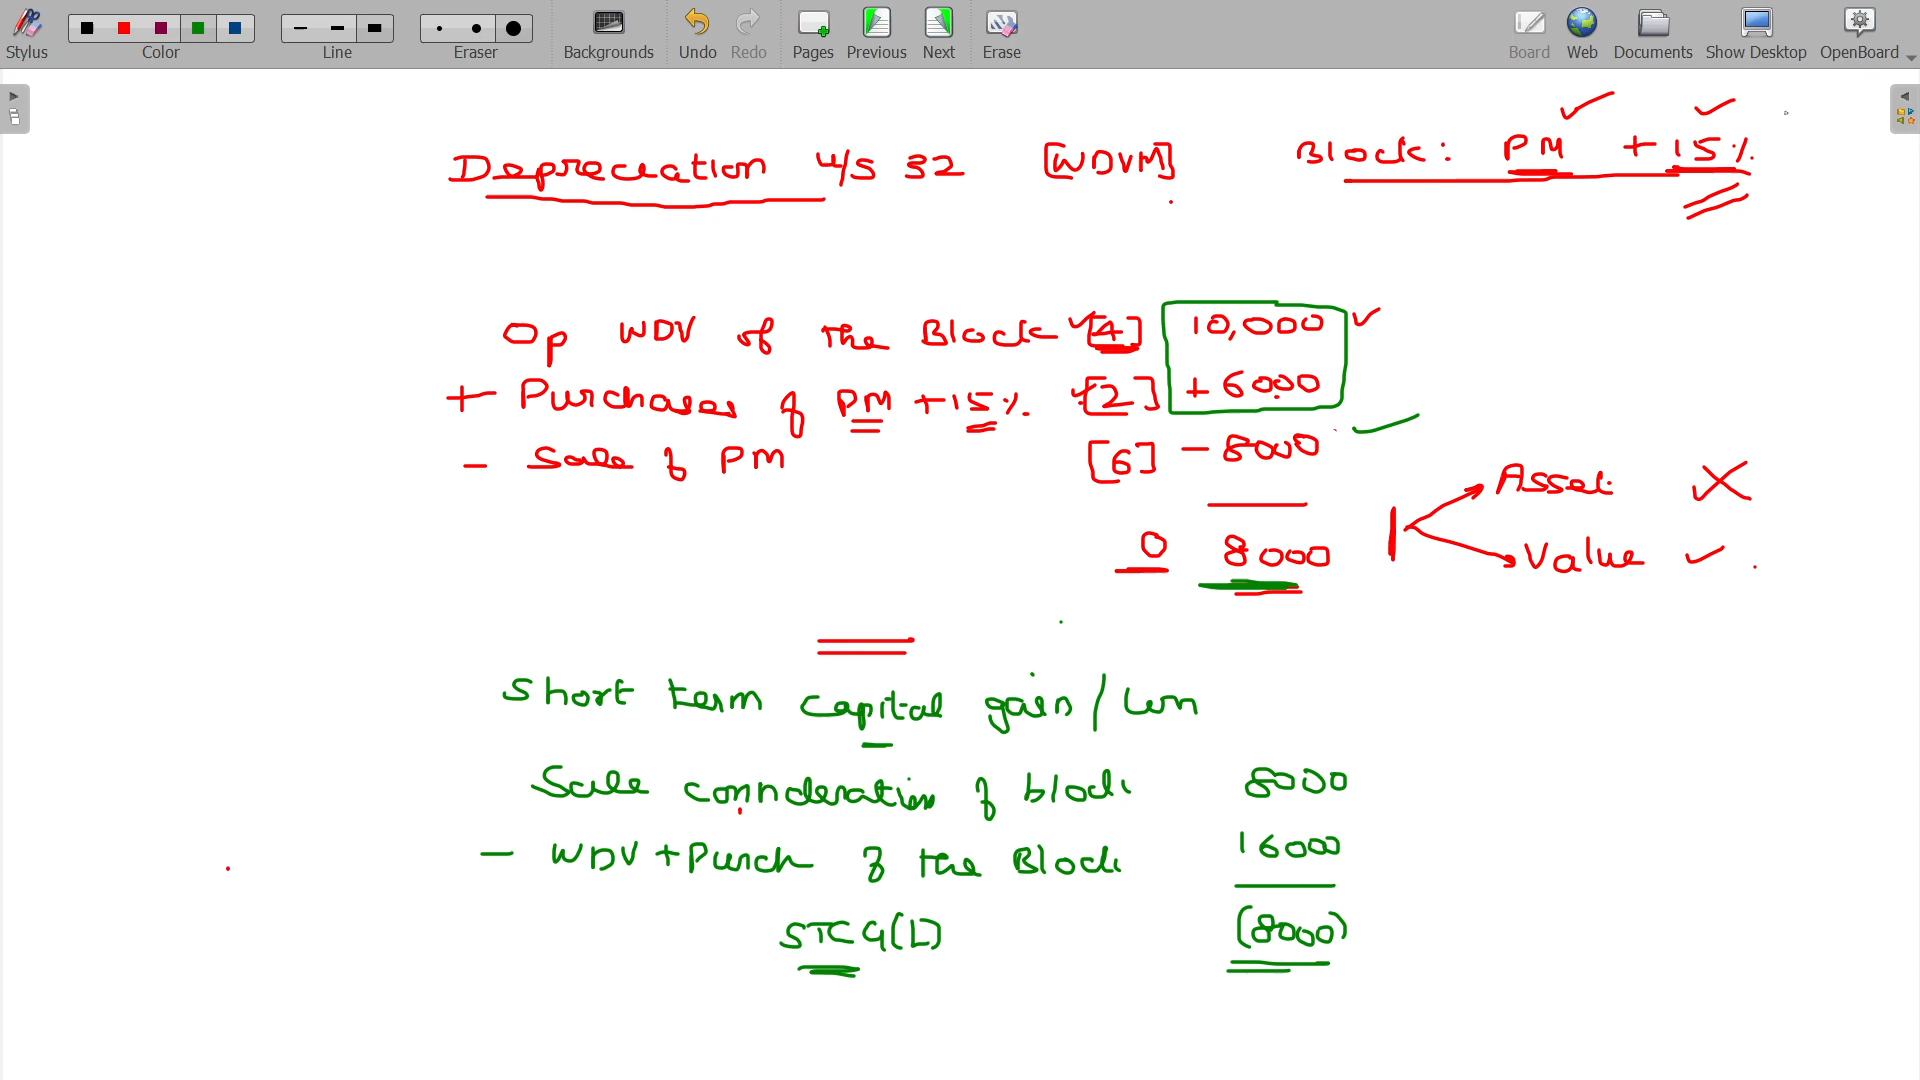 Stylus Color Line Eraser Backgrounds Undo Redo Pages Previous Next Erase Board Web Documents Show Desktop OpenBoard
Depreciation u/s 32 [WDVM] Block: PM + 15%
Op WDV of the Block [4] 10,000
+ Purchases of PM + 15% [2] + 6000
- Sale of PM [6] - 8000
Asset
0 8000
Value
Short term capital gain/Loss
Sale consideration of block 8000
- WDV + Purch of the Block 16000
STCG(L) (8000)